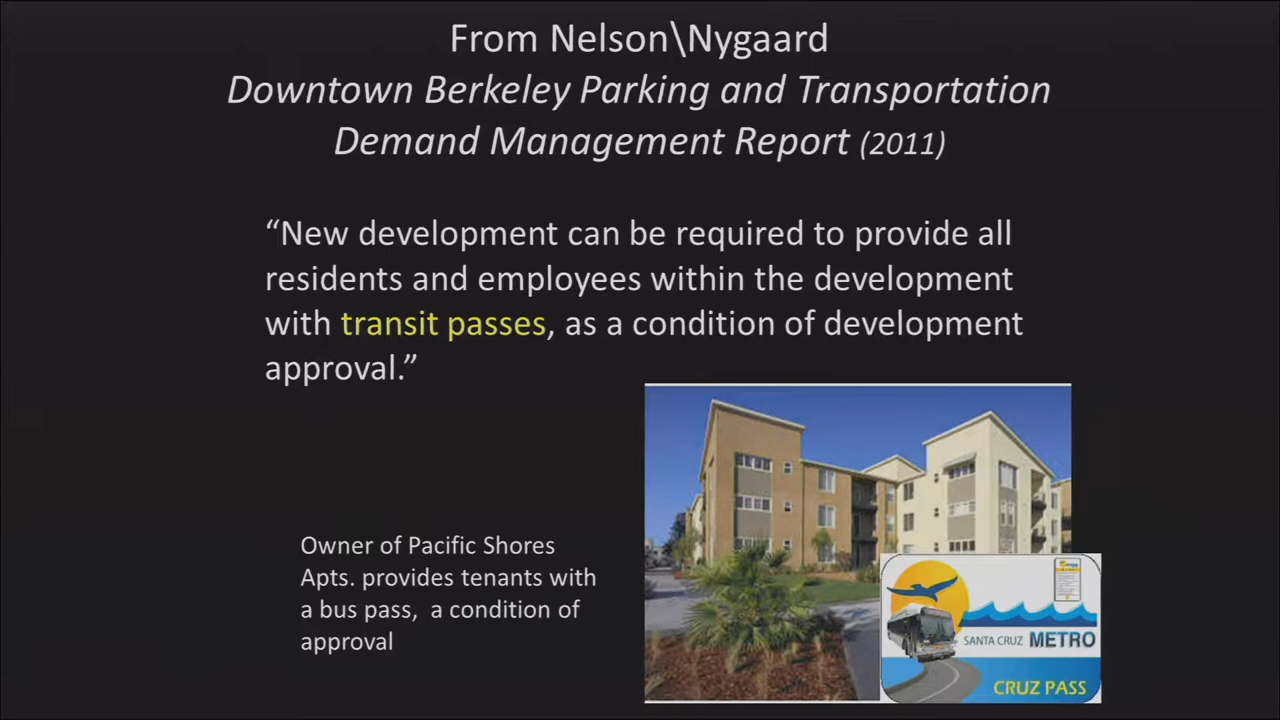 From Nelson\Nygaard
Downtown Berkeley Parking and Transportation
Demand Management Report (2011)
“New development can be required to provide all
residents and employees within the development
with transit passes, as a condition of development
approval.”
Owner of Pacific Shores
Apts. provides tenants with
a bus pass,  a condition of
approval
SANTA CRUZ METRO
CRUZ PASS